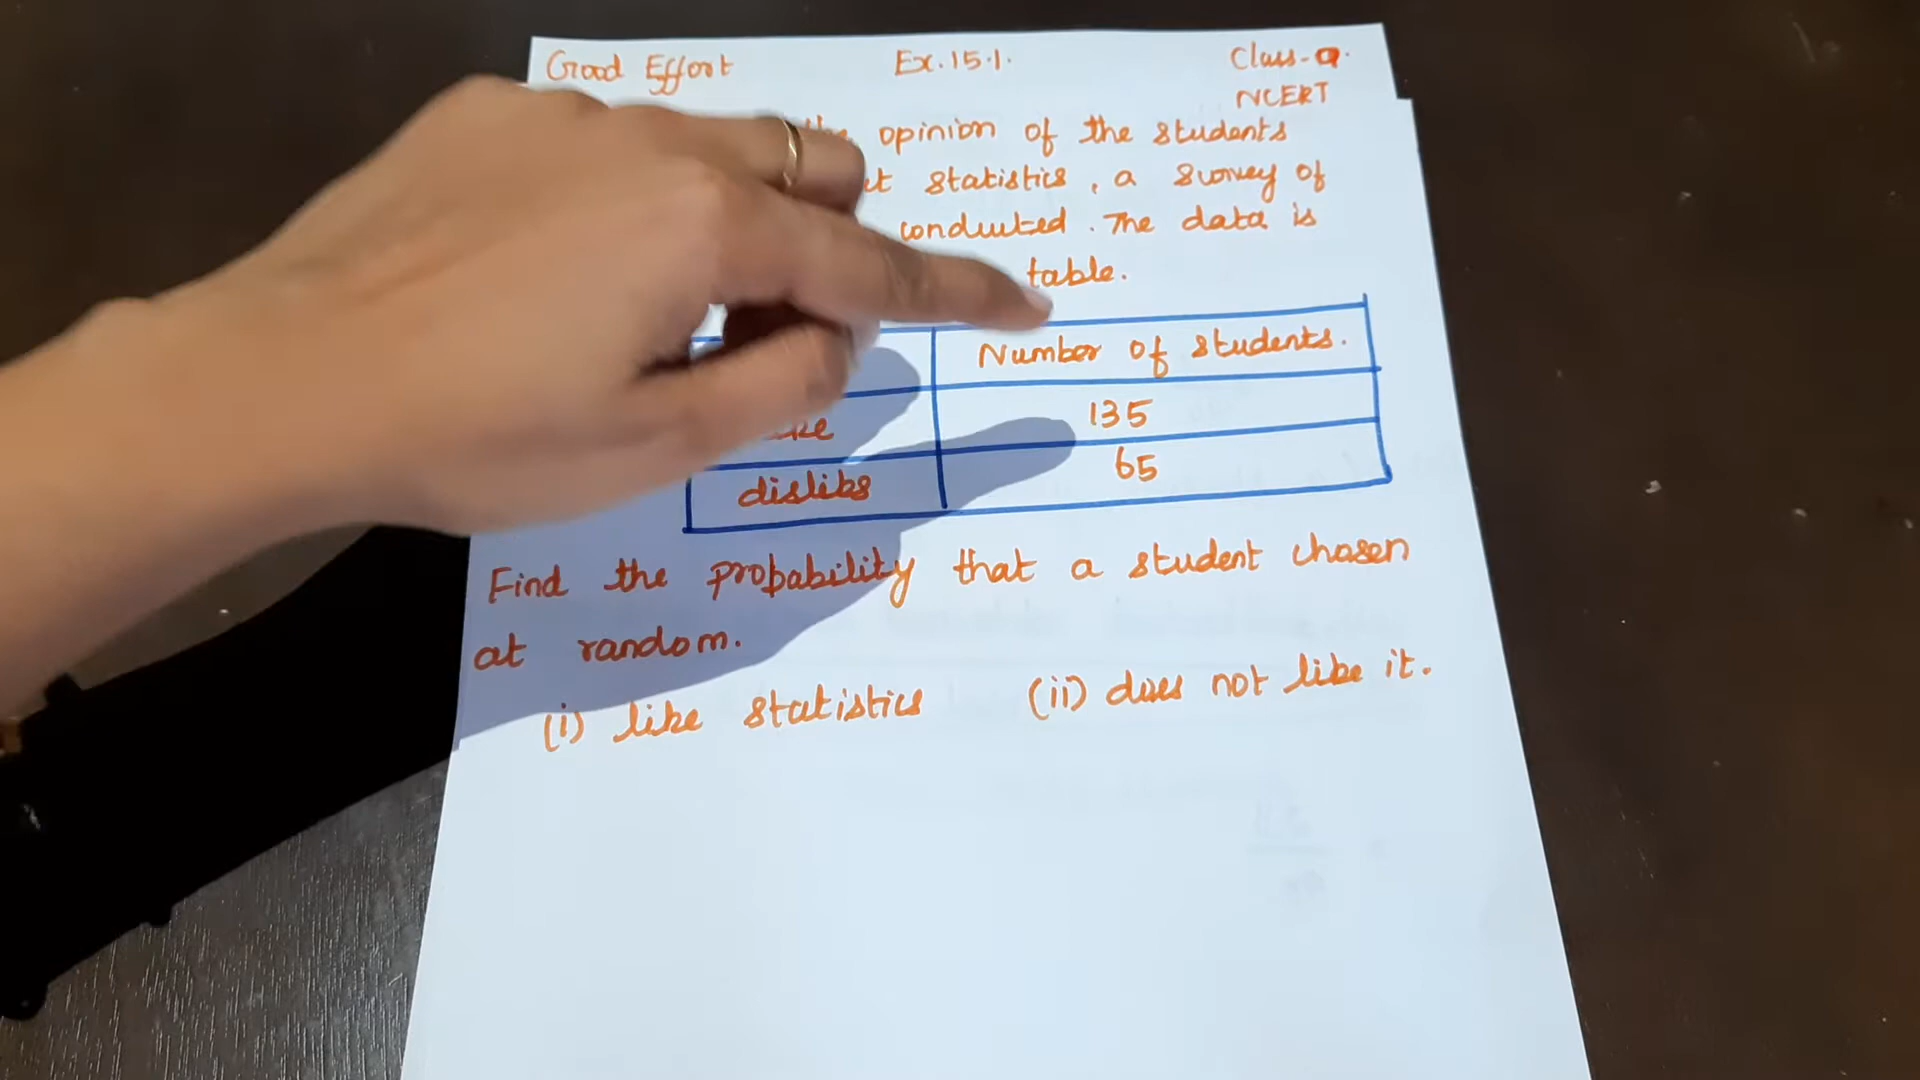 Good Effort Ex.15.1. Class-9.
NCERT
the opinion of the students
statistics, a survey of
conducted. The data is
table.
Number of students.
135
dislikes 65
Find the probability that a student chosen
at random.
(i) like statistics (ii) does not like it.